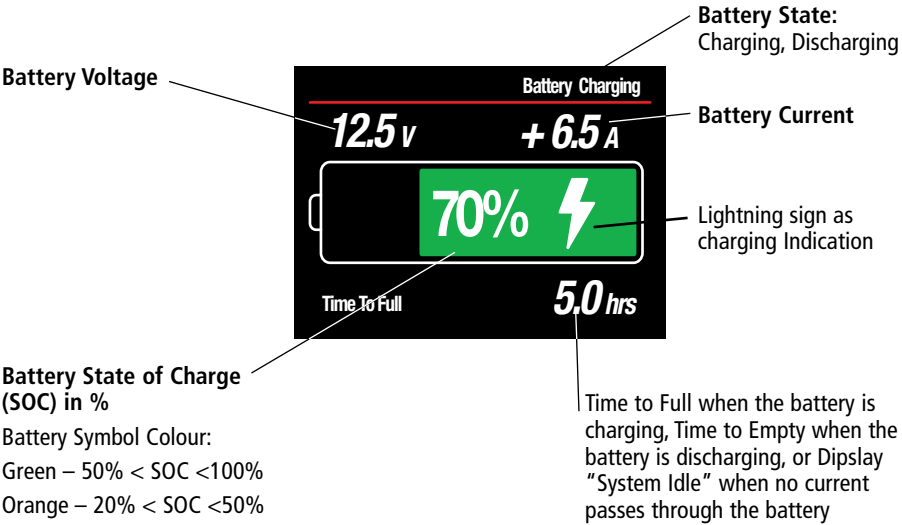 Battery State:
Charging, Discharging
Battery Voltage
Battery Charging
12.5 V
+ 6.5 A
Battery Current
70%
Lightning sign as
charging Indication
Time To Full
5.0 hrs
Battery State of Charge
(SOC) in %
Battery Symbol Colour:
Green – 50% < SOC <100%
Orange – 20% < SOC <50%
Time to Full when the battery is
charging, Time to Empty when the
battery is discharging, or Dipslay
“System Idle” when no current
passes through the battery